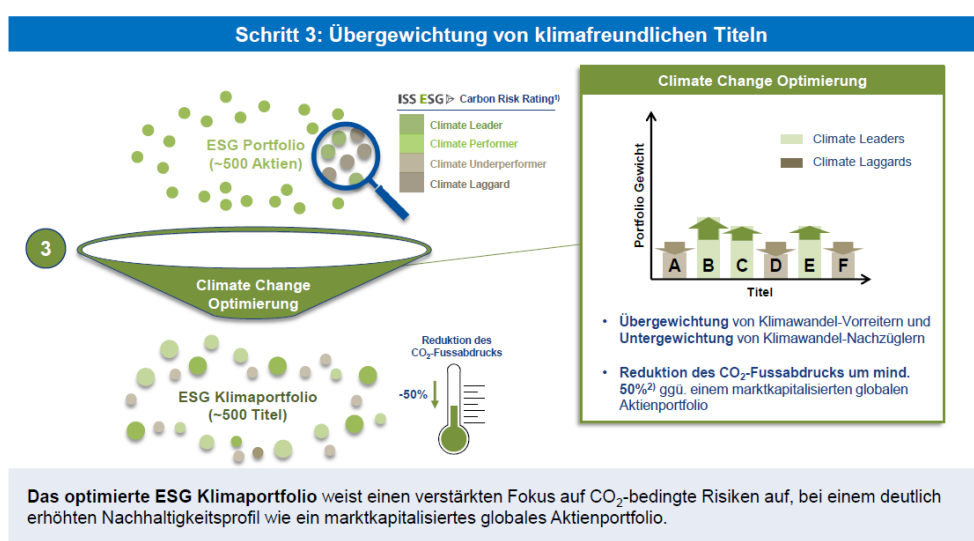 Schritt 3: Übergewichtung von klimafreundlichen Titeln
ESG Portfolio
(~500 Aktien)
ISS ESG Carbon Risk Rating1)
Climate Leader
Climate Performer
Climate Underperformer
Climate Laggard
3
Climate Change
Optimierung
ESG Klimaportfolio
(~500 Titel)
Reduktion des
CO2-Fussabdrucks
-50%
Climate Change Optimierung
Portfolio Gewicht
Climate Leaders
Climate Laggards
A B C D E F
Titel
• Übergewichtung von Klimawandel-Vorreitern und
Untergewichtung von Klimawandel-Nachzüglern
• Reduktion des CO2-Fussabdrucks um mind.
50%2) ggü. einem marktkapitalisierten globalen
Aktienportfolio
Das optimierte ESG Klimaportfolio weist einen verstärkten Fokus auf CO2-bedingte Risiken auf, bei einem deutlich
erhöhten Nachhaltigkeitsprofil wie ein marktkapitalisiertes globales Aktienportfolio.